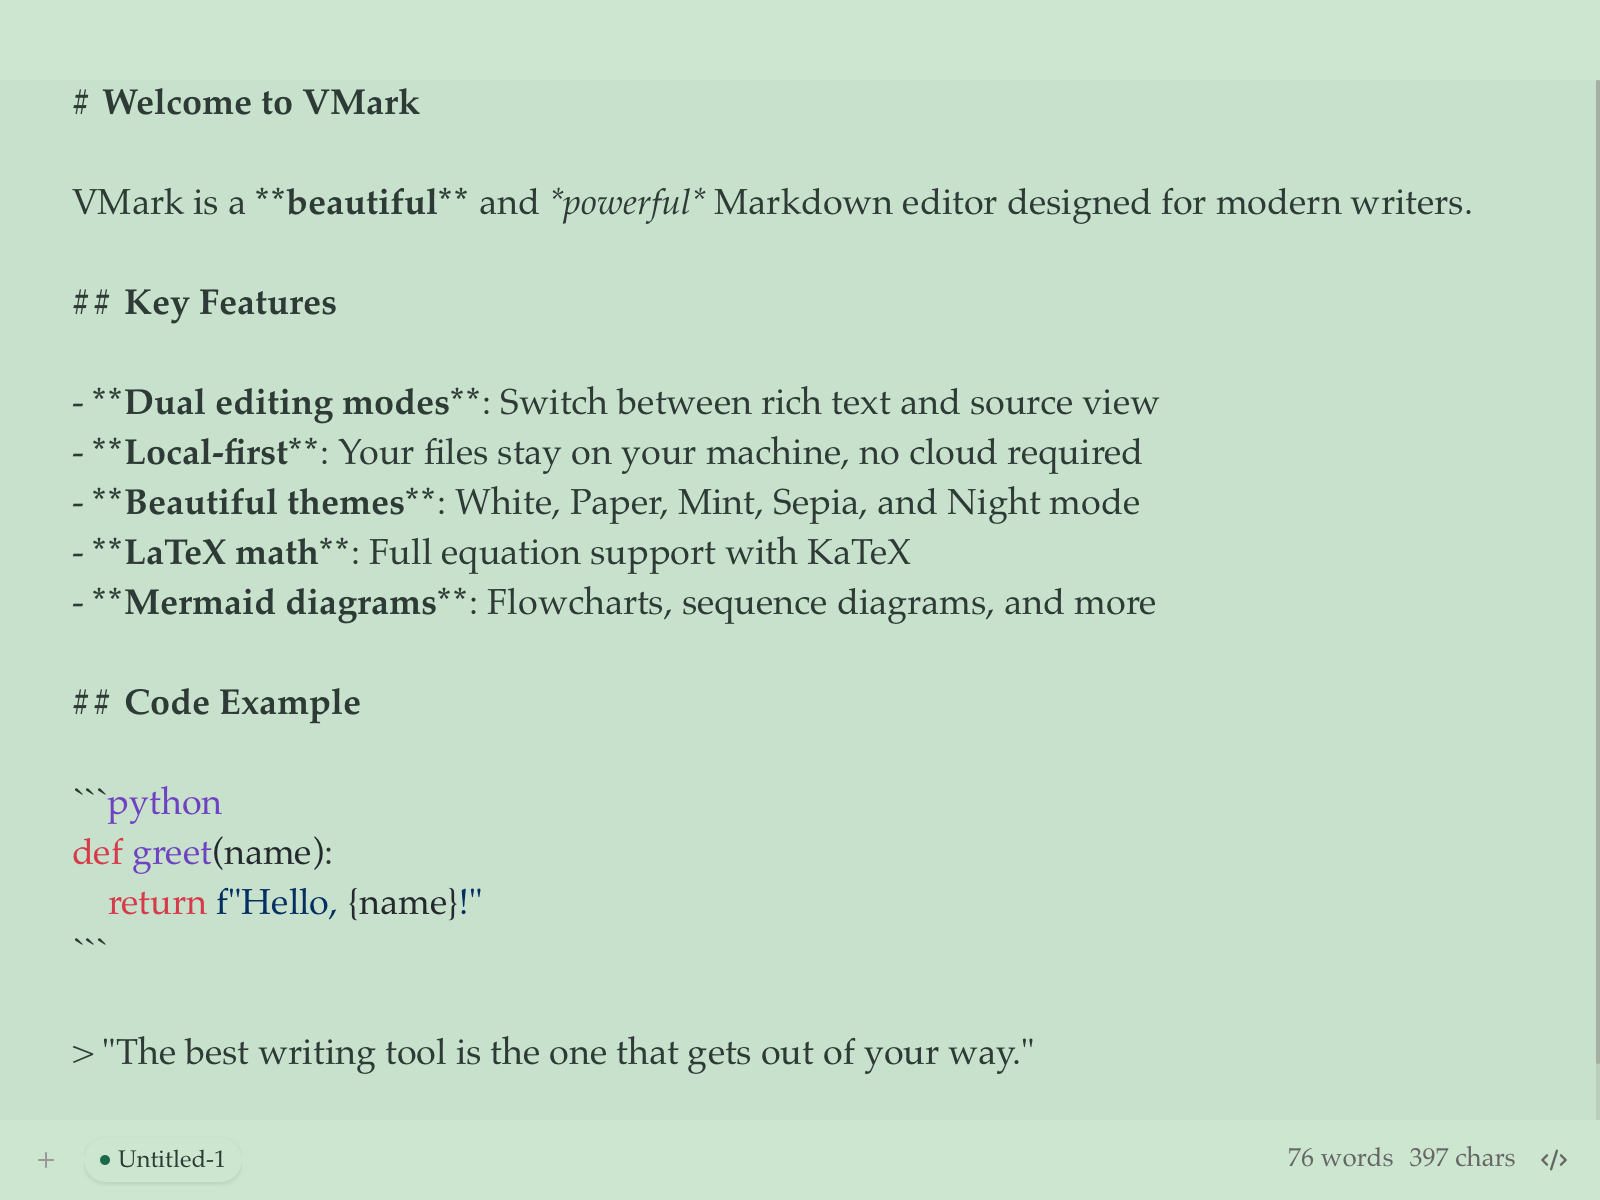 # Welcome to VMark
VMark is a **beautiful** and *powerful* Markdown editor designed for modern writers.
## Key Features
- **Dual editing modes**: Switch between rich text and source view
- **Local-first**: Your files stay on your machine, no cloud required
- **Beautiful themes**: White, Paper, Mint, Sepia, and Night mode
- **LaTeX math**: Full equation support with KaTeX
- **Mermaid diagrams**: Flowcharts, sequence diagrams, and more
## Code Example
```python
def greet(name):
    return f"Hello, {name}!"
```
> "The best writing tool is the one that gets out of your way."
+ Untitled-1 76 words 397 chars </>